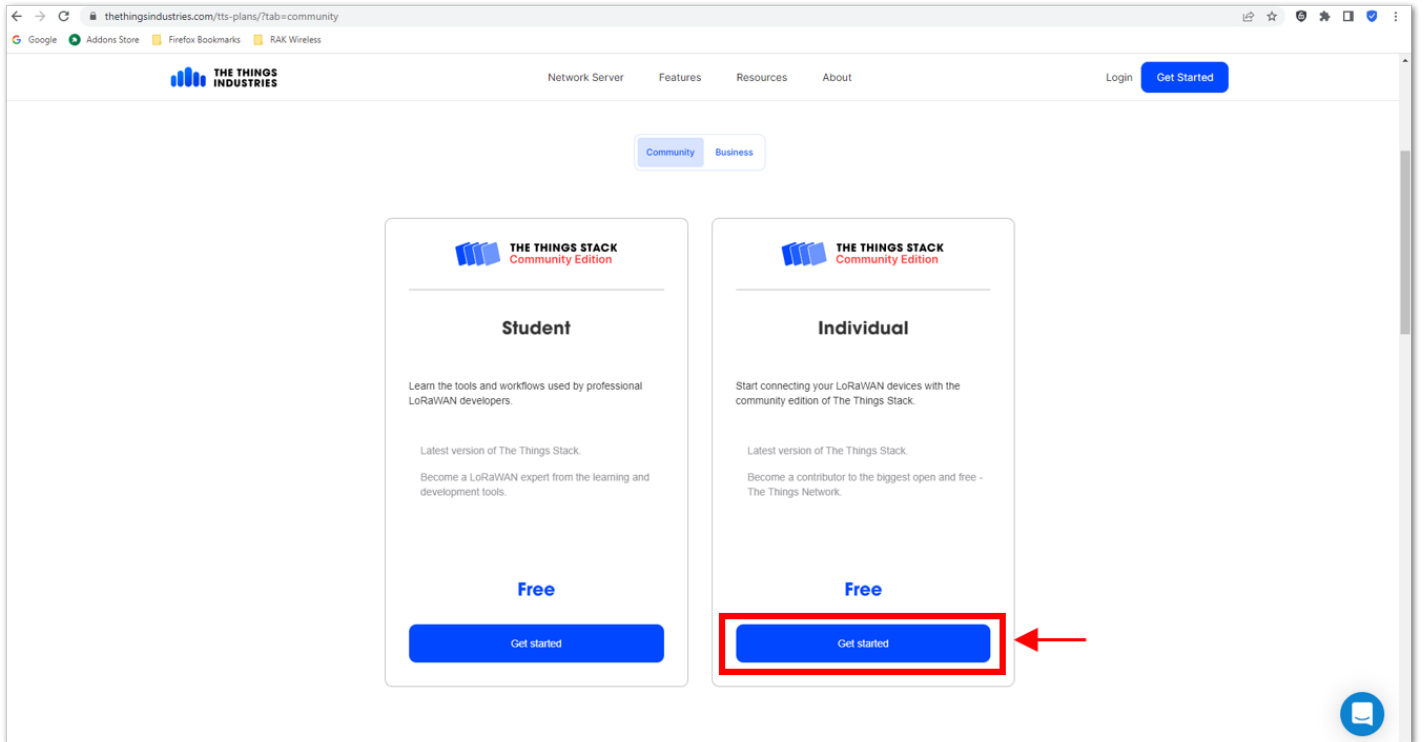 thethingsindustries.com/tts-plans/?tab=community
Google Addons Store Firefox Bookmarks RAK Wireless
THE THINGS
INDUSTRIES
Network Server Features Resources About Login Get Started
Community Business
THE THINGS STACK
Community Edition
Student
Learn the tools and workflows used by professional
LoRaWAN developers.
Latest version of The Things Stack.
Become a LoRaWAN expert from the learning and
development tools.
Free
Get started
THE THINGS STACK
Community Edition
Individual
Start connecting your LoRaWAN devices with the
community edition of The Things Stack.
Latest version of The Things Stack.
Become a contributor to the biggest open and free -
The Things Network.
Free
Get started